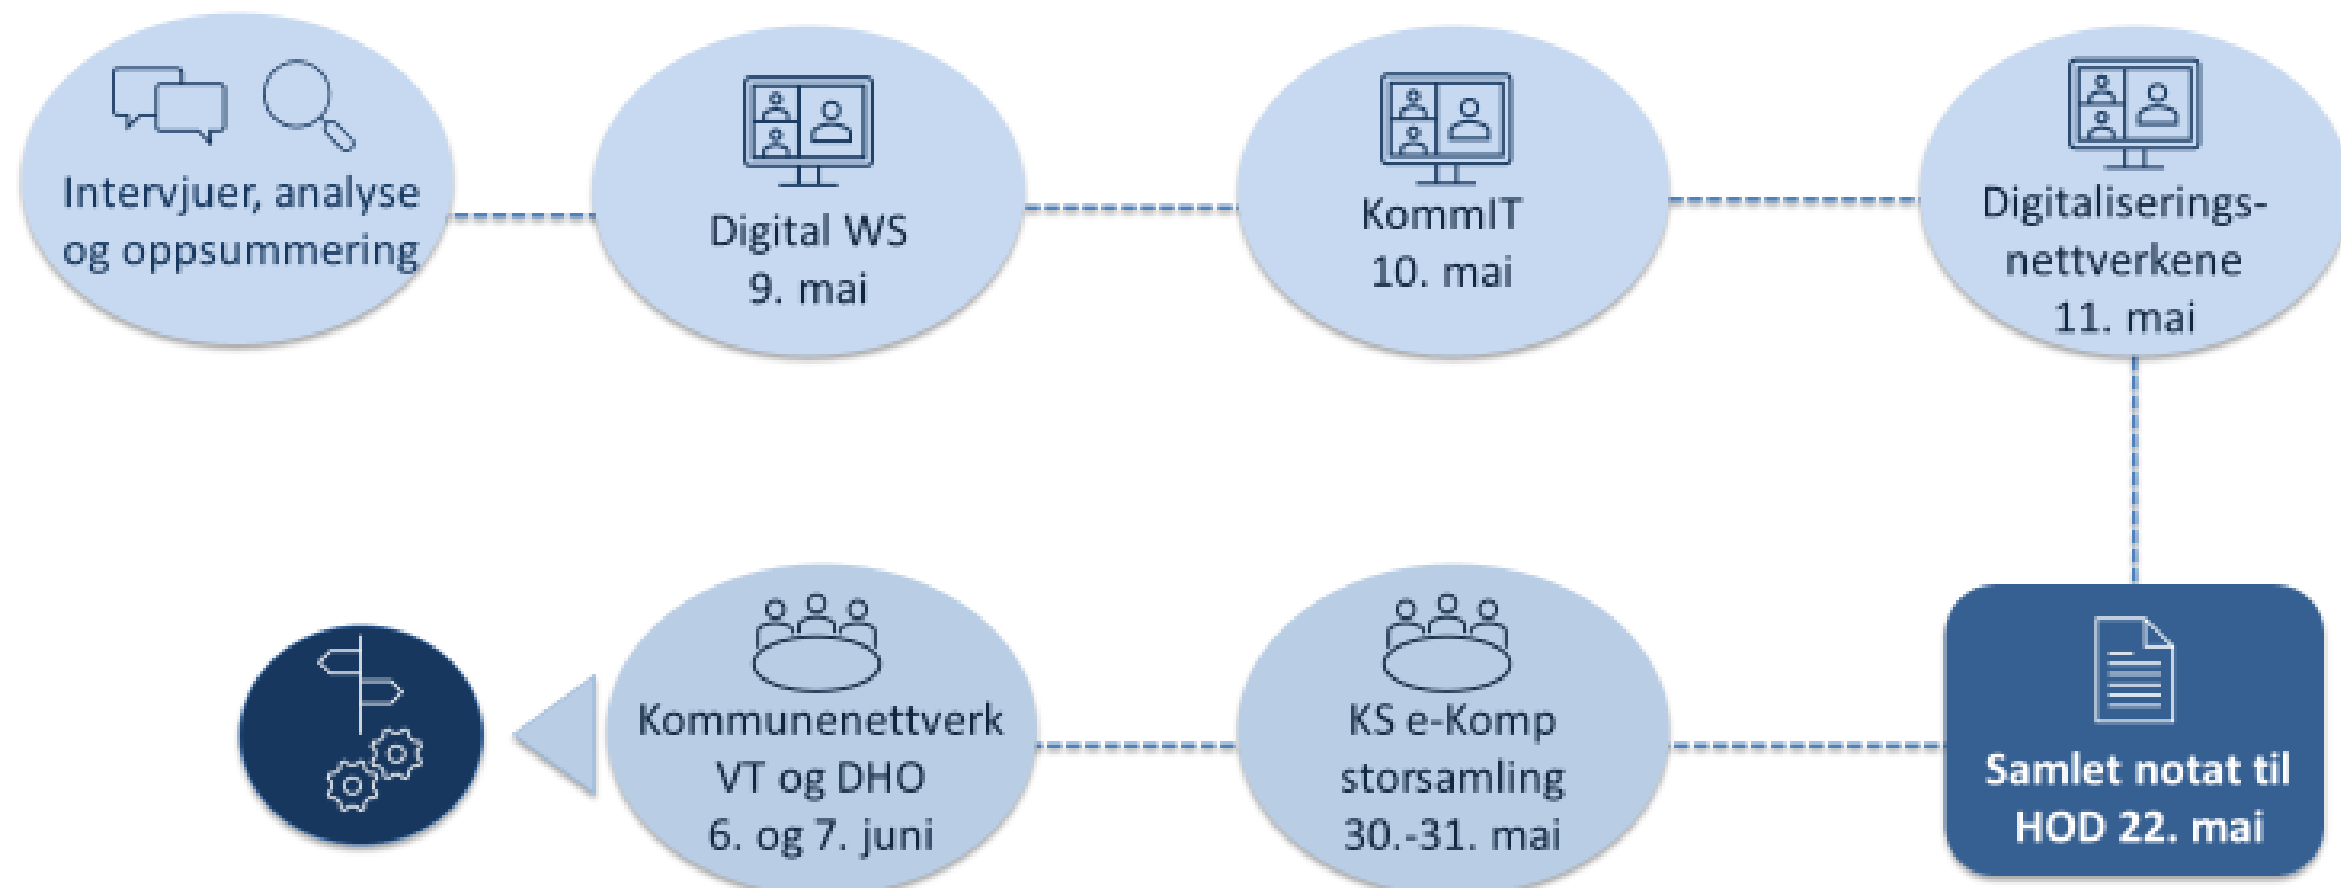 Intervjuer, analyse
og oppsummering
Digital WS
9. mai
KommIT
10. mai
Digitaliserings-
nettverkene
11. mai
Samlet notat til
HOD 22. mai
KS e-Komp
storsamling
30.-31. mai
Kommunenettverk
VT og DHO
6. og 7. juni